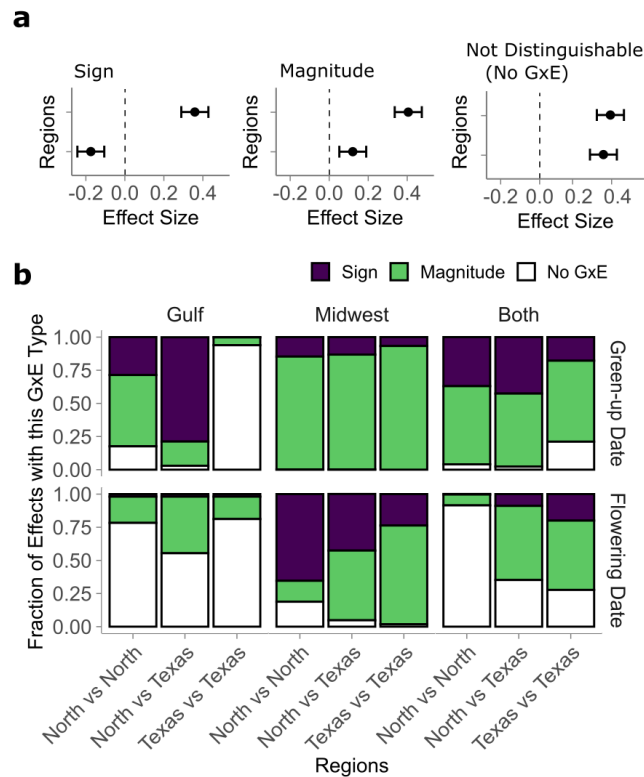 a
Sign
Magnitude
Not Distinguishable
(No GxE)
Regions
Regions
Regions
-0.2 0.0 0.2 0.4
-0.2 0.0 0.2 0.4
-0.2 0.0 0.2 0.4
Effect Size
Effect Size
Effect Size
b
Sign Magnitude No GxE
Gulf Midwest Both
Fraction of Effects with this GxE Type
1.00
0.75
0.50
0.25
0.00
Green-up Date
1.00
0.75
0.50
0.25
0.00
Flowering Date
North vs North
North vs Texas
Texas vs Texas
North vs North
North vs Texas
Texas vs Texas
North vs North
North vs Texas
Texas vs Texas
Regions